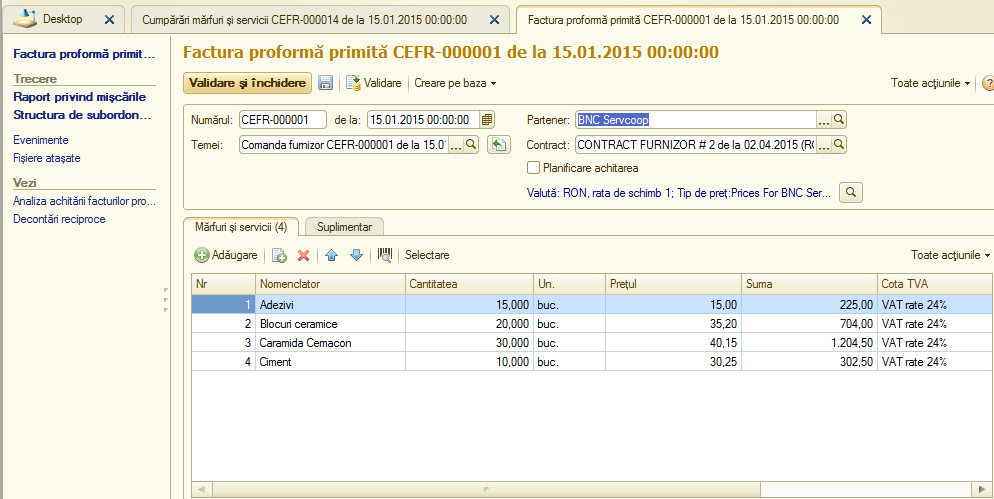 Desktop
Cumpărări mărfuri și servicii CEFR-000014 de la 15.01.2015 00:00:00
Factura proformă primită CEFR-000001 de la 15.01.2015 00:00:00
Factura proformă primit...
Trecere
Raport privind mișcările
Structura de subordon...
Evenimente
Fișiere atașate
Vezi
Analiza achitării facturilor pro...
Decontări reciproce
Factura proformă primită CEFR-000001 de la 15.01.2015 00:00:00
Validare și închidere
Validare
Creare pe baza
Toate acțiunile
?
Numărul: CEFR-000001 de la: 15.01.2015 00:00:00
Partener: BNC Servcoop ...
Temei: Comanda furnizor CEFR-000001 de la 15.0 ...
Contract: CONTRACT FURNIZOR # 2 de la 02.04.2015 (R ...
Planificare achitarea
Valută: RON, rata de schimb 1; Tip de preț:Prices For BNC Ser...
Mărfuri și servicii (4) Suplimentar
Adăugare Selectare Toate acțiunile
Nr Nomenclator Cantitatea Un. Prețul Suma Cota TVA
1 Adezivi 15,000 buc. 15,00 225,00 VAT rate 24%
2 Blocuri ceramice 20,000 buc. 35,20 704,00 VAT rate 24%
3 Caramida Cemacon 30,000 buc. 40,15 1.204,50 VAT rate 24%
4 Ciment 10,000 buc. 30,25 302,50 VAT rate 24%